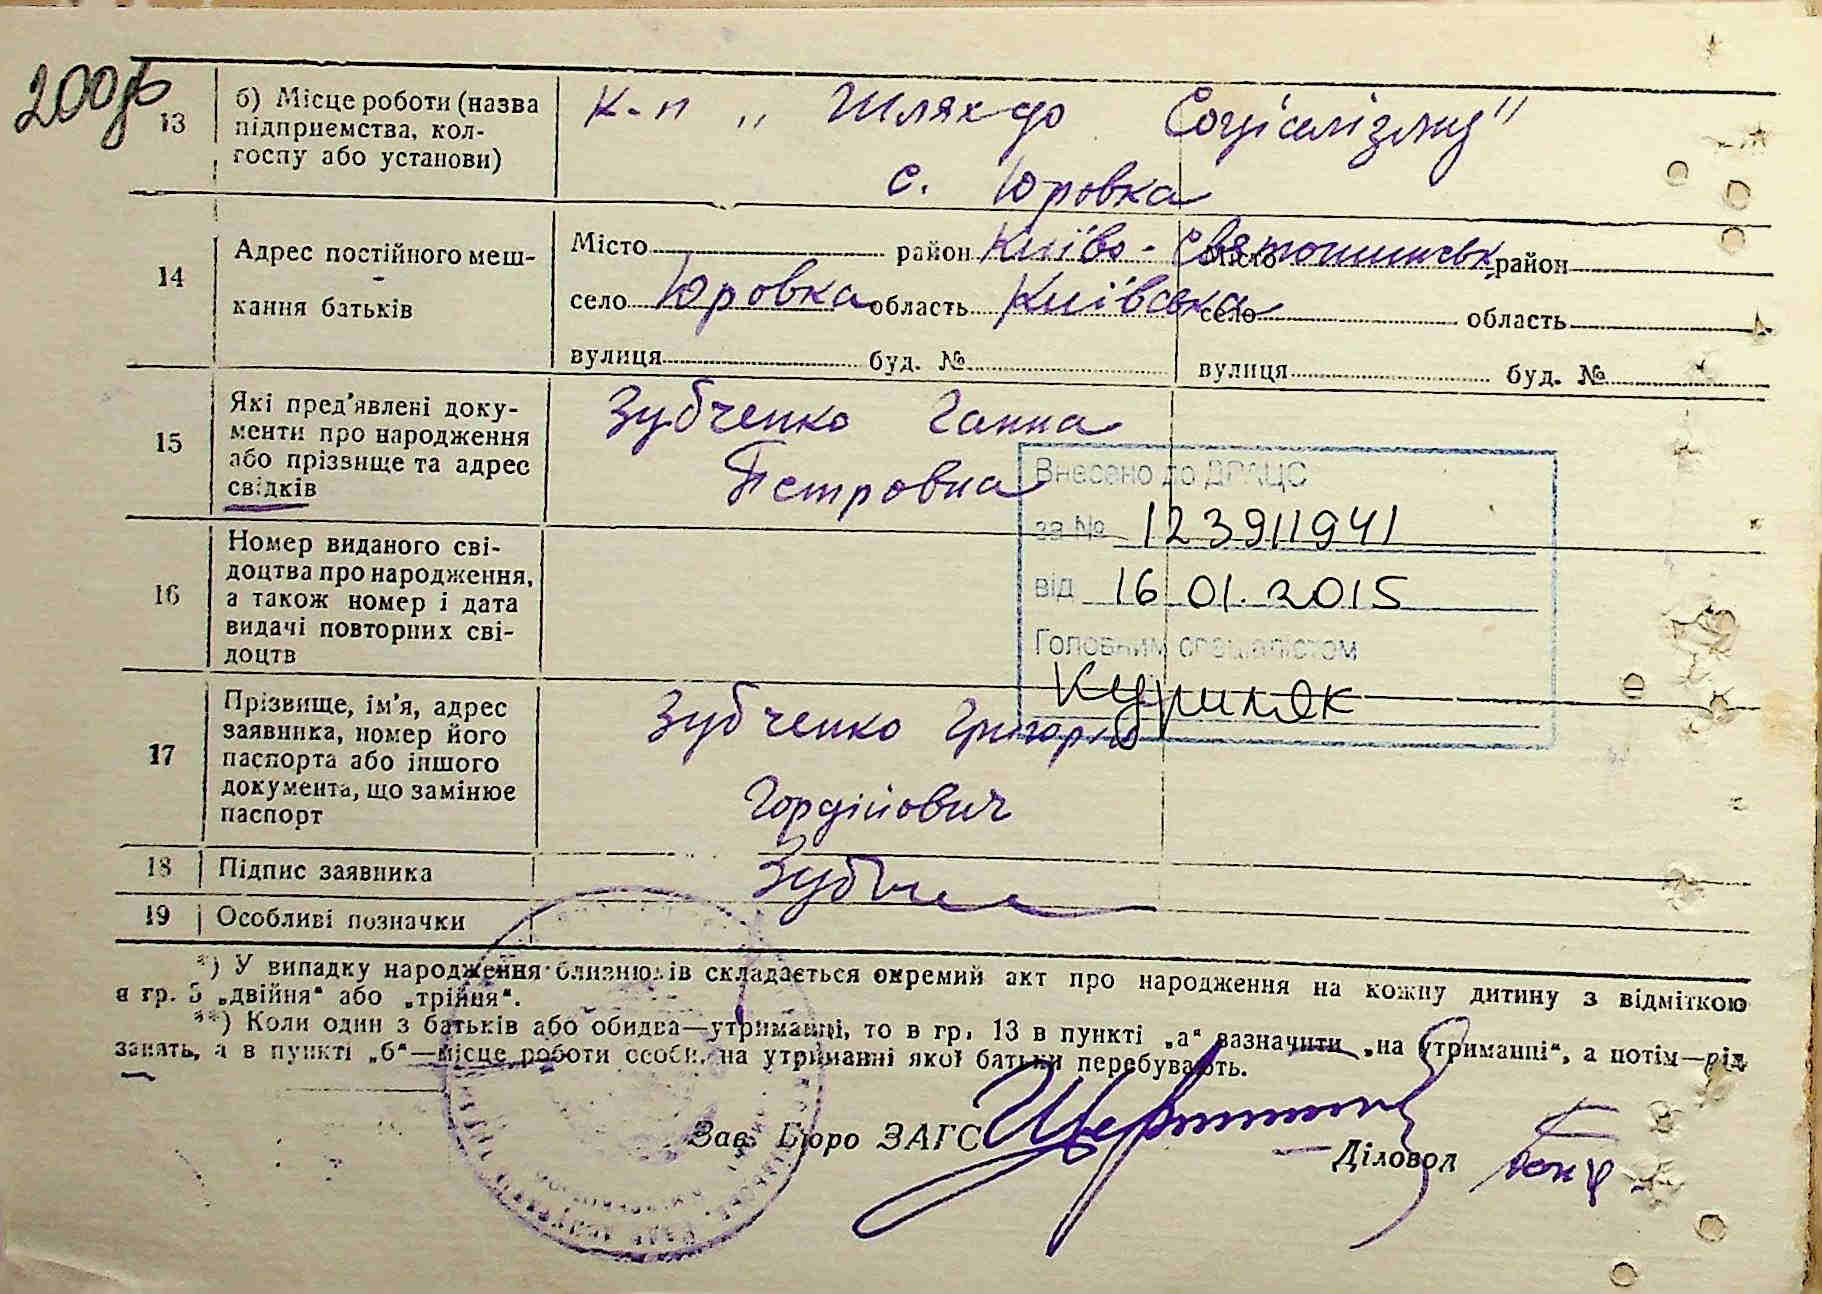 200
13 б) Місце роботи (назва підприємства, колгоспу або установи)
К-п „Шлях до Соціалізму"
с. Юровка
14 Адрес постійного мешкання батьків
Місто район Київо-Святошинськ Місто район
село Юровка область Київська село область
вулиця буд. № вулиця буд. №
15 Які пред'явлені документи про народження або прізвище та адрес свідків
Зубченко Ганна
Петровна
Внесено до ДРАЦС
за № 123911941
від 16.01.2015
Головним спеціалістом
Куриляк
16 Номер виданого свідоцтва про народження, а також номер і дата видачі повторних свідоцтв
17 Прізвище, ім'я, адрес заявника, номер його паспорта або іншого документа, що замінює паспорт
Зубченко Григорій
Гордійович
18 Підпис заявника
19 Особливі позначки
*) У випадку народження близнюків складається окремий акт про народження на кожну дитину з відміткою
в гр. 5 „двійня" або „трійня".
**) Коли один з батьків або обидва—утриманці, то в гр. 13 в пункті „а" вазначити „на утриманні", а потім—рід
занять, а в пункті „б"—місце роботи особи, на утриманні якої батьки перебувають.
Зав. Бюро ЗАГС Діловод